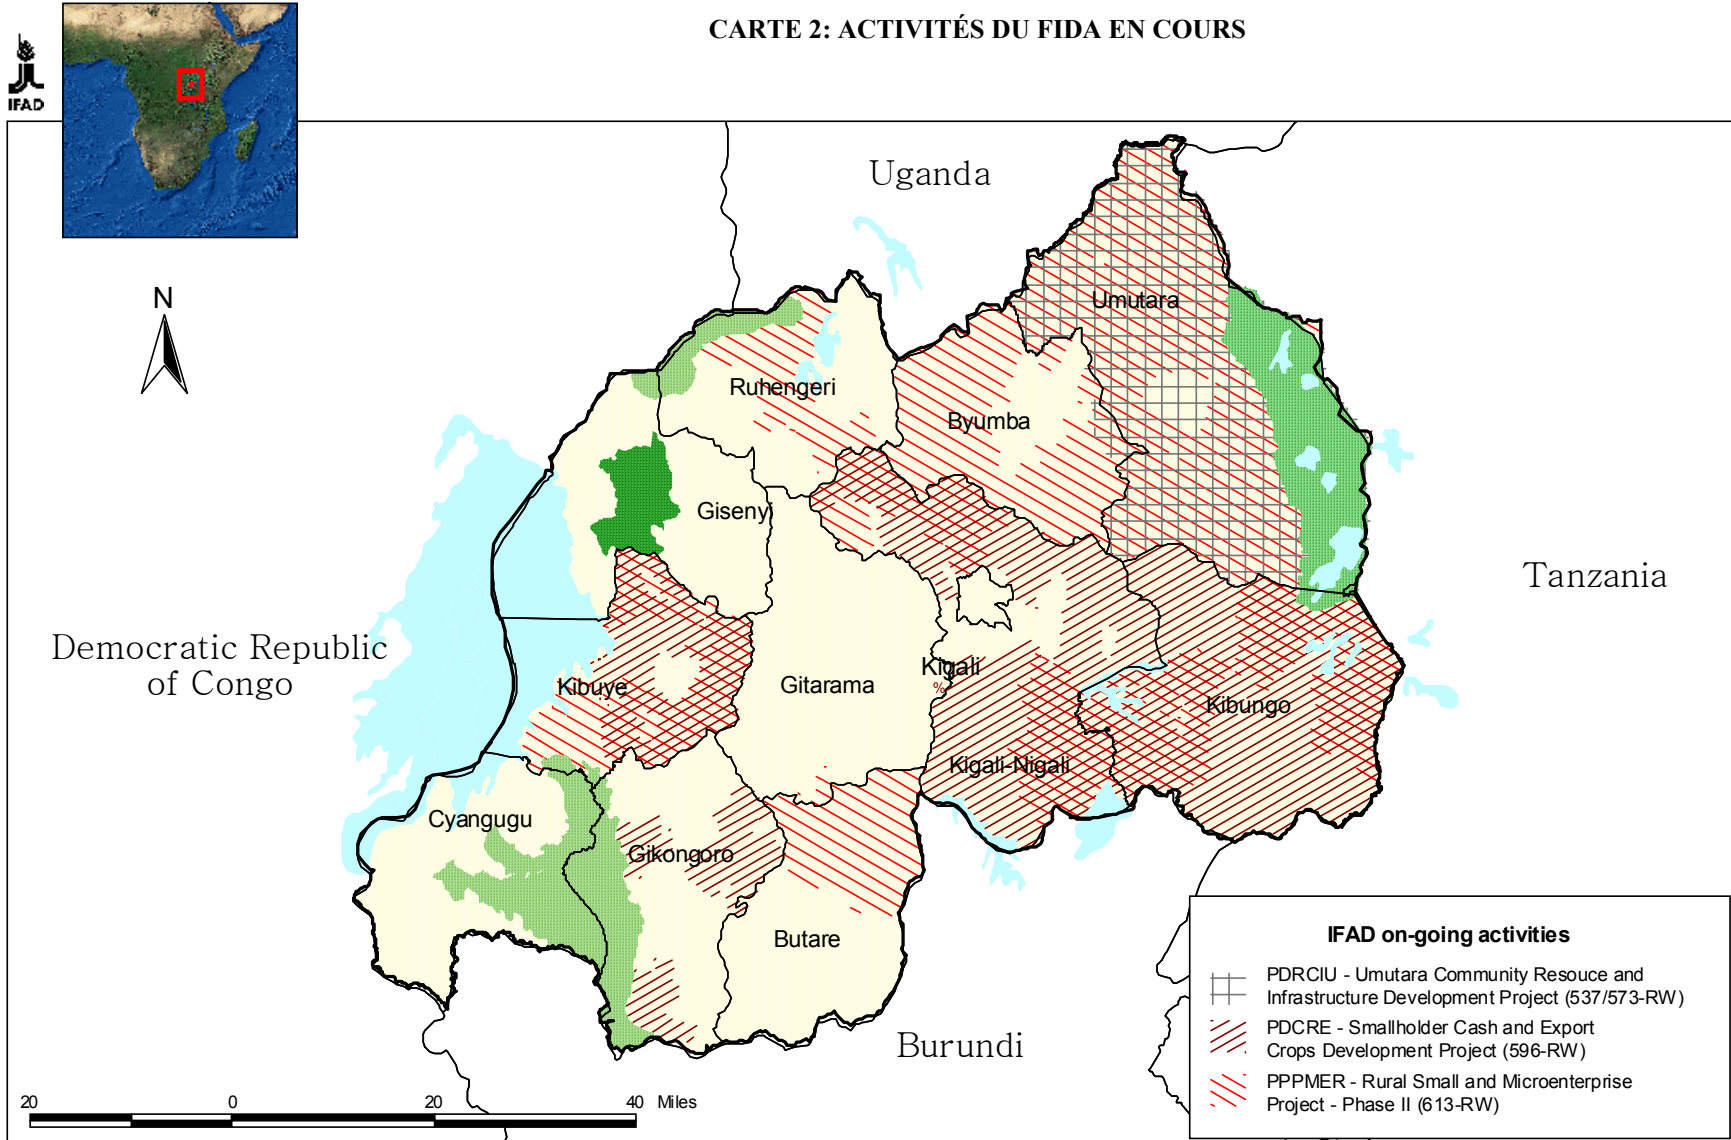 CARTE 2: ACTIVITÉS DU FIDA EN COURS
IFAD
Uganda
N
Umutara
Ruhengeri
Byumba
Giseny
Tanzania
Democratic Republic
of Congo
Kigali
%
Kibuye
Gitarama
Kibungo
Kigali-Nigali
Cyangugu
Gikongoro
Butare
Burundi
IFAD on-going activities
PDRCIU - Umutara Community Resouce and
Infrastructure Development Project (537/573-RW)
PDCRE - Smallholder Cash and Export
Crops Development Project (596-RW)
PPPMER - Rural Small and Microenterprise
Project - Phase II (613-RW)
20 0 20 40 Miles